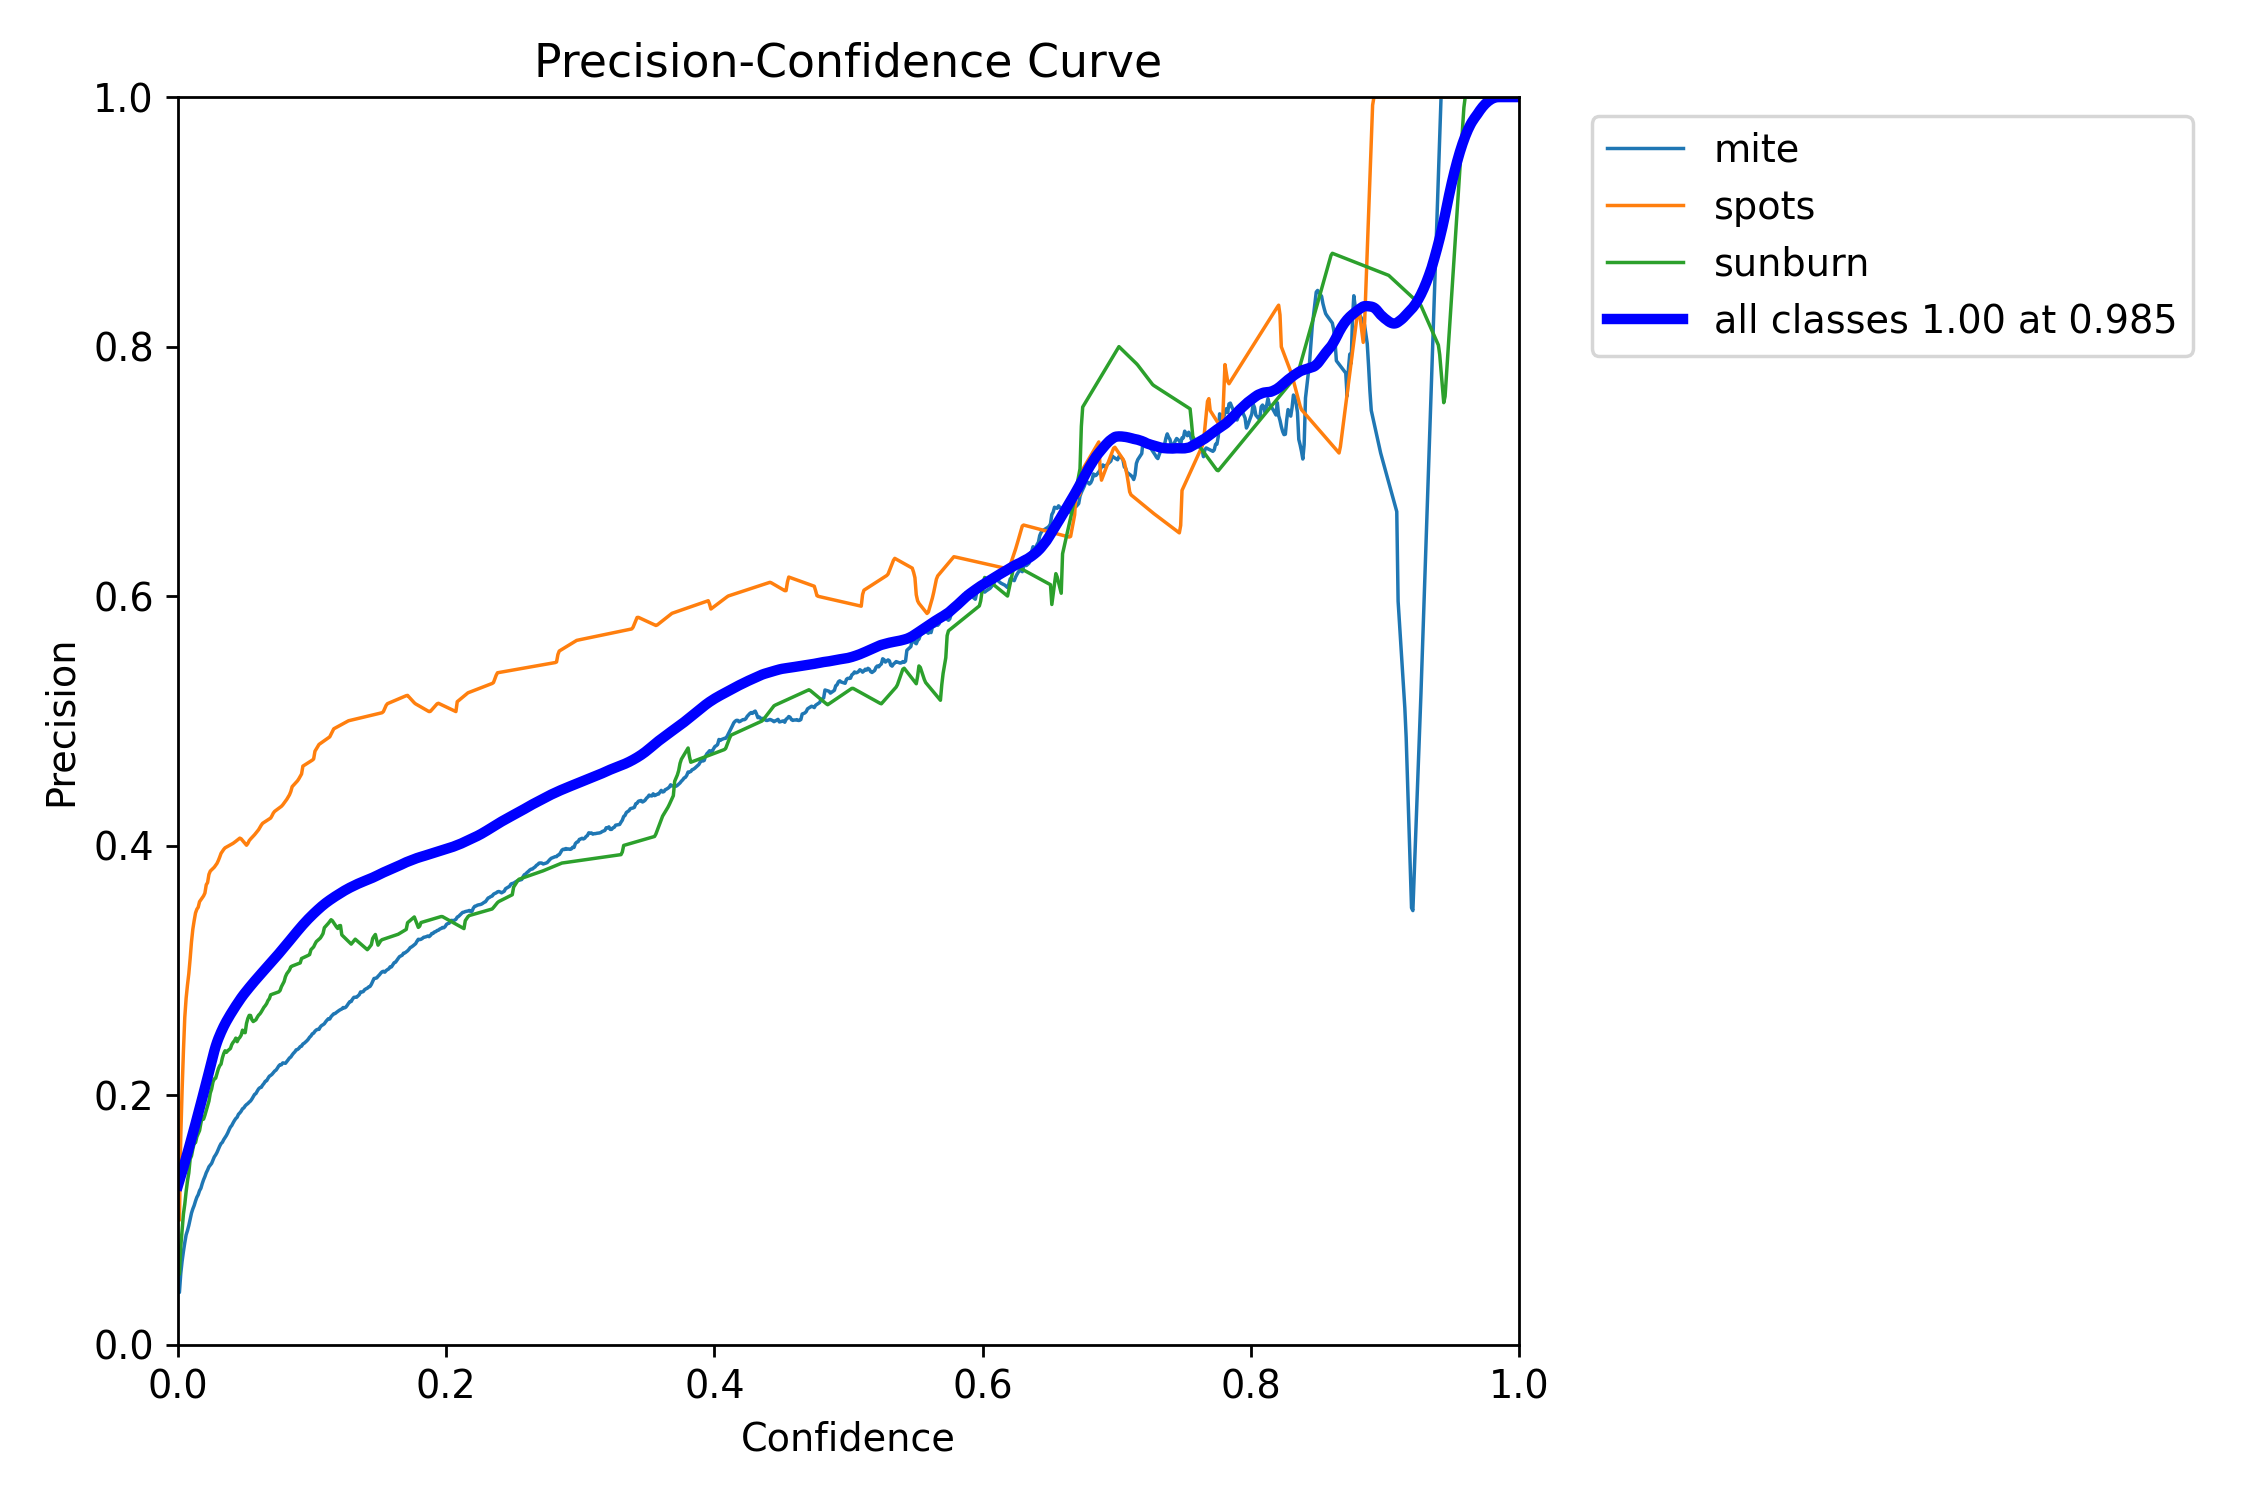 Precision-Confidence Curve
1.0
0.8
0.6
0.4
0.2
0.0
Precision
0.0 0.2 0.4 0.6 0.8 1.0
Confidence
mite
spots
sunburn
all classes 1.00 at 0.985